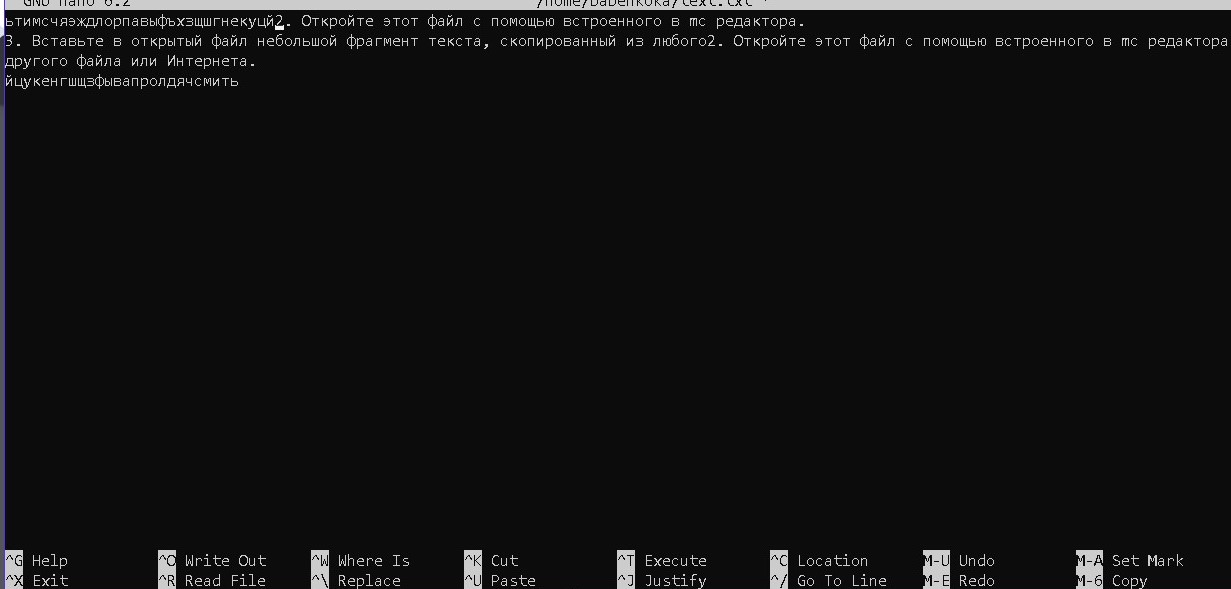 GNU nano 6.2 /home/babenkoka/text.txt *
ьтимсчяэждлорпавыфъхзщшгнекуцй2. Откройте этот файл с помощью встроенного в mc редактора.
3. Вставьте в открытый файл небольшой фрагмент текста, скопированный из любого2. Откройте этот файл с помощью встроенного в mc редактора
другого файла или Интернета.
йцукенгшщзфывапролдячсмить
^G Help ^O Write Out ^W Where Is ^K Cut ^T Execute ^C Location M-U Undo M-A Set Mark
^X Exit ^R Read File ^\ Replace ^U Paste ^J Justify ^/ Go To Line M-E Redo M-6 Copy